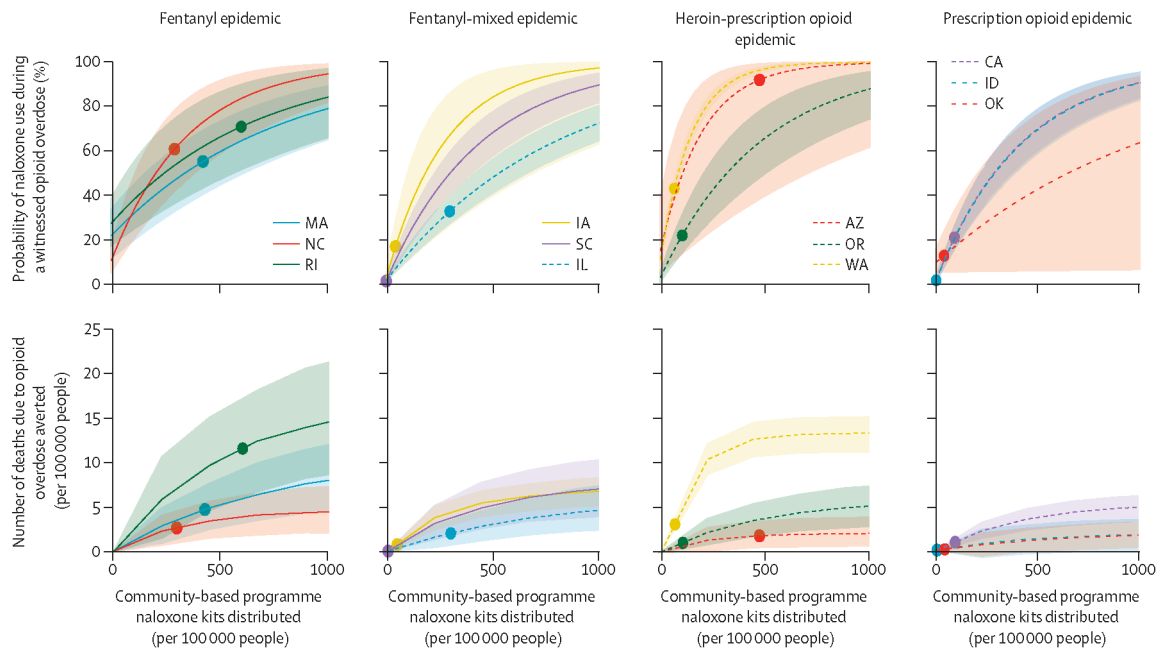 Fentanyl epidemic
Fentanyl-mixed epidemic
Heroin-prescription opioid
epidemic
Prescription opioid epidemic
Probability of naloxone use during
a witnessed opioid overdose (%)
100
80
60
40
20
0
MA
NC
RI
IA
SC
IL
AZ
OR
WA
CA
ID
OK
Number of deaths due to opioid
overdose averted
(per 100 000 people)
25
20
15
10
5
0
0
500
1000
0
500
1000
0
500
1000
0
500
1000
Community-based programme
naloxone kits distributed
(per 100 000 people)
Community-based programme
naloxone kits distributed
(per 100 000 people)
Community-based programme
naloxone kits distributed
(per 100 000 people)
Community-based programme
naloxone kits distributed
(per 100 000 people)